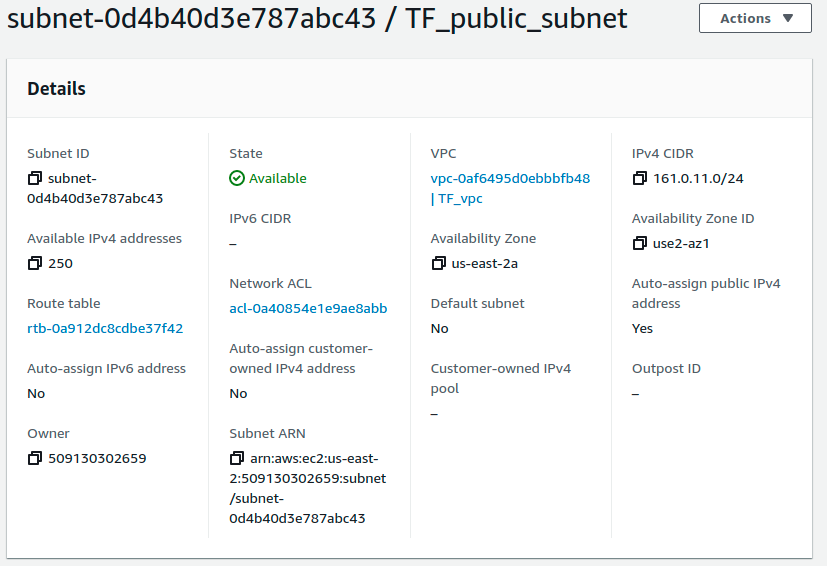 subnet-0d4b40d3e787abc43 / TF_public_subnet
Actions
Details
Subnet ID
subnet-
0d4b40d3e787abc43
Available IPv4 addresses
250
Route table
rtb-0a912dc8cdbe37f42
Auto-assign IPv6 address
No
Owner
509130302659
State
Available
IPv6 CIDR
–
Network ACL
acl-0a40854e1e9ae8abb
Auto-assign customer-
owned IPv4 address
No
Subnet ARN
arn:aws:ec2:us-east-
2:509130302659:subnet
/subnet-
0d4b40d3e787abc43
VPC
vpc-0af6495d0ebbbfb48
| TF_vpc
Availability Zone
us-east-2a
Default subnet
No
Customer-owned IPv4
pool
–
IPv4 CIDR
161.0.11.0/24
Availability Zone ID
use2-az1
Auto-assign public IPv4
address
Yes
Outpost ID
–